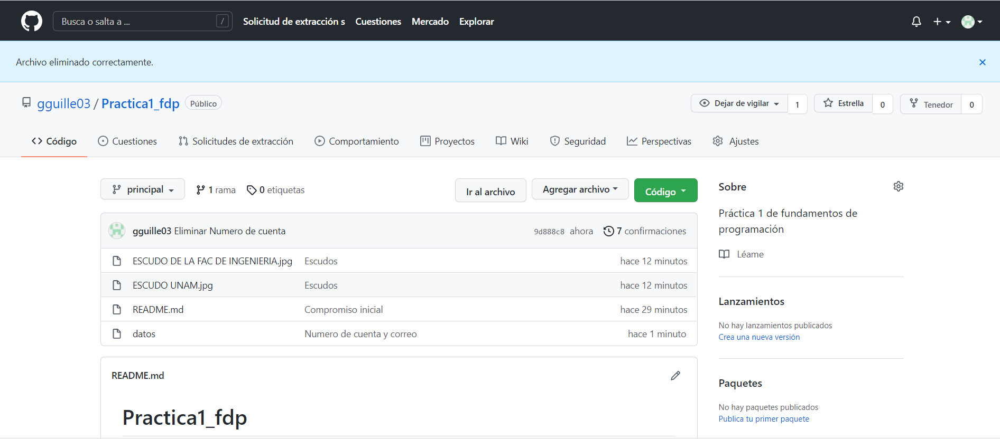 Busca o salta a ... / Solicitud de extracción s Cuestiones Mercado Explorar
Archivo eliminado correctamente.
gguille03 / Practica1_fdp Público Dejar de vigilar 1 Estrella 0 Tenedor 0
Código Cuestiones Solicitudes de extracción Comportamiento Proyectos Wiki Seguridad Perspectivas Ajustes
principal 1 rama 0 etiquetas Ir al archivo Agregar archivo Código
gguille03 Eliminar Numero de cuenta 9d888c8 ahora 7 confirmaciones
ESCUDO DE LA FAC DE INGENIERIA.jpg Escudos hace 12 minutos
ESCUDO UNAM.jpg Escudos hace 12 minutos
README.md Compromiso inicial hace 29 minutos
datos Numero de cuenta y correo hace 1 minuto
README.md
Practica1_fdp
Sobre
Práctica 1 de fundamentos de
programación
Léame
Lanzamientos
No hay lanzamientos publicados
Crea una nueva versión
Paquetes
No hay paquetes publicados
Publica tu primer paquete